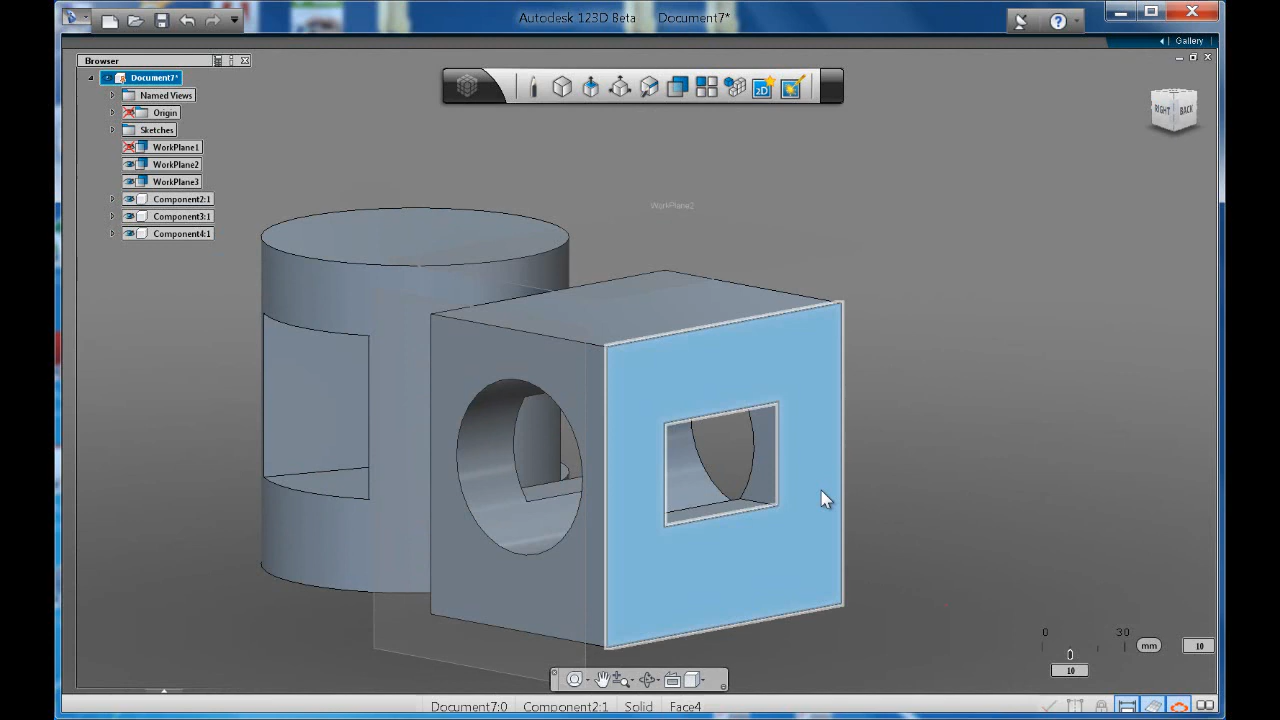 Autodesk 123D Beta Document7*
Gallery
Browser
Document7*
Named Views
Origin
Sketches
WorkPlane1
WorkPlane2
WorkPlane3
Component2:1
Component3:1
Component4:1
2D
RIGHT BACK
WorkPlane2
0 30
mm
10
0
10
Document7:0 Component2:1 Solid Face4